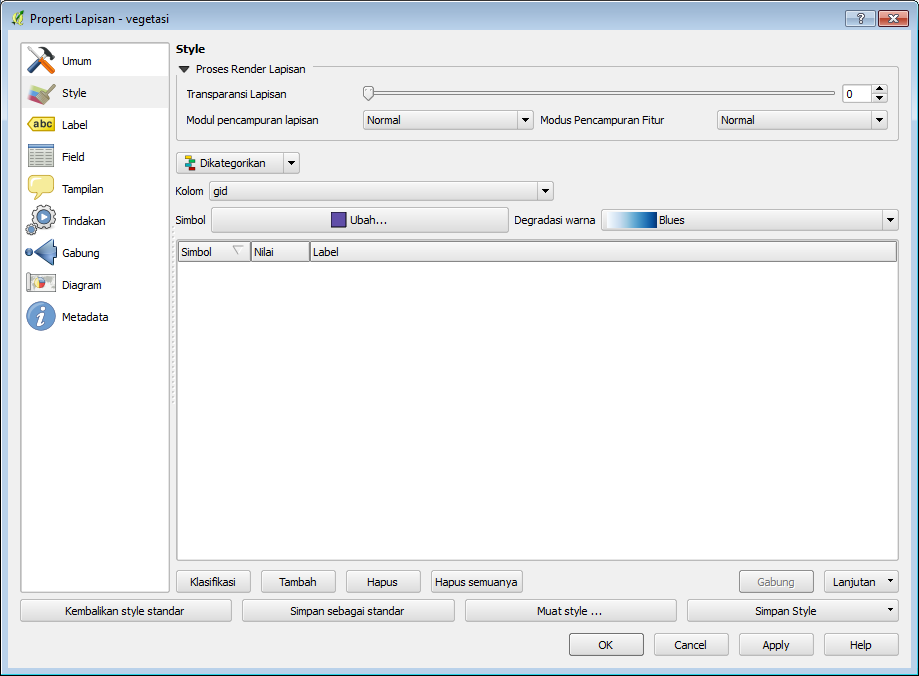 Properti Lapisan - vegetasi
Umum
Style
abc Label
Field
Tampilan
Tindakan
Gabung
Diagram
i Metadata
Style
Proses Render Lapisan
Transparansi Lapisan 0
Modul pencampuran lapisan Normal Modus Pencampuran Fitur Normal
Dikategorikan
Kolom gid
Simbol Ubah... Degradasi warna Blues
Simbol Nilai Label
Klasifikasi Tambah Hapus Hapus semuanya Gabung Lanjutan
Kembalikan style standar Simpan sebagai standar Muat style ... Simpan Style
OK Cancel Apply Help